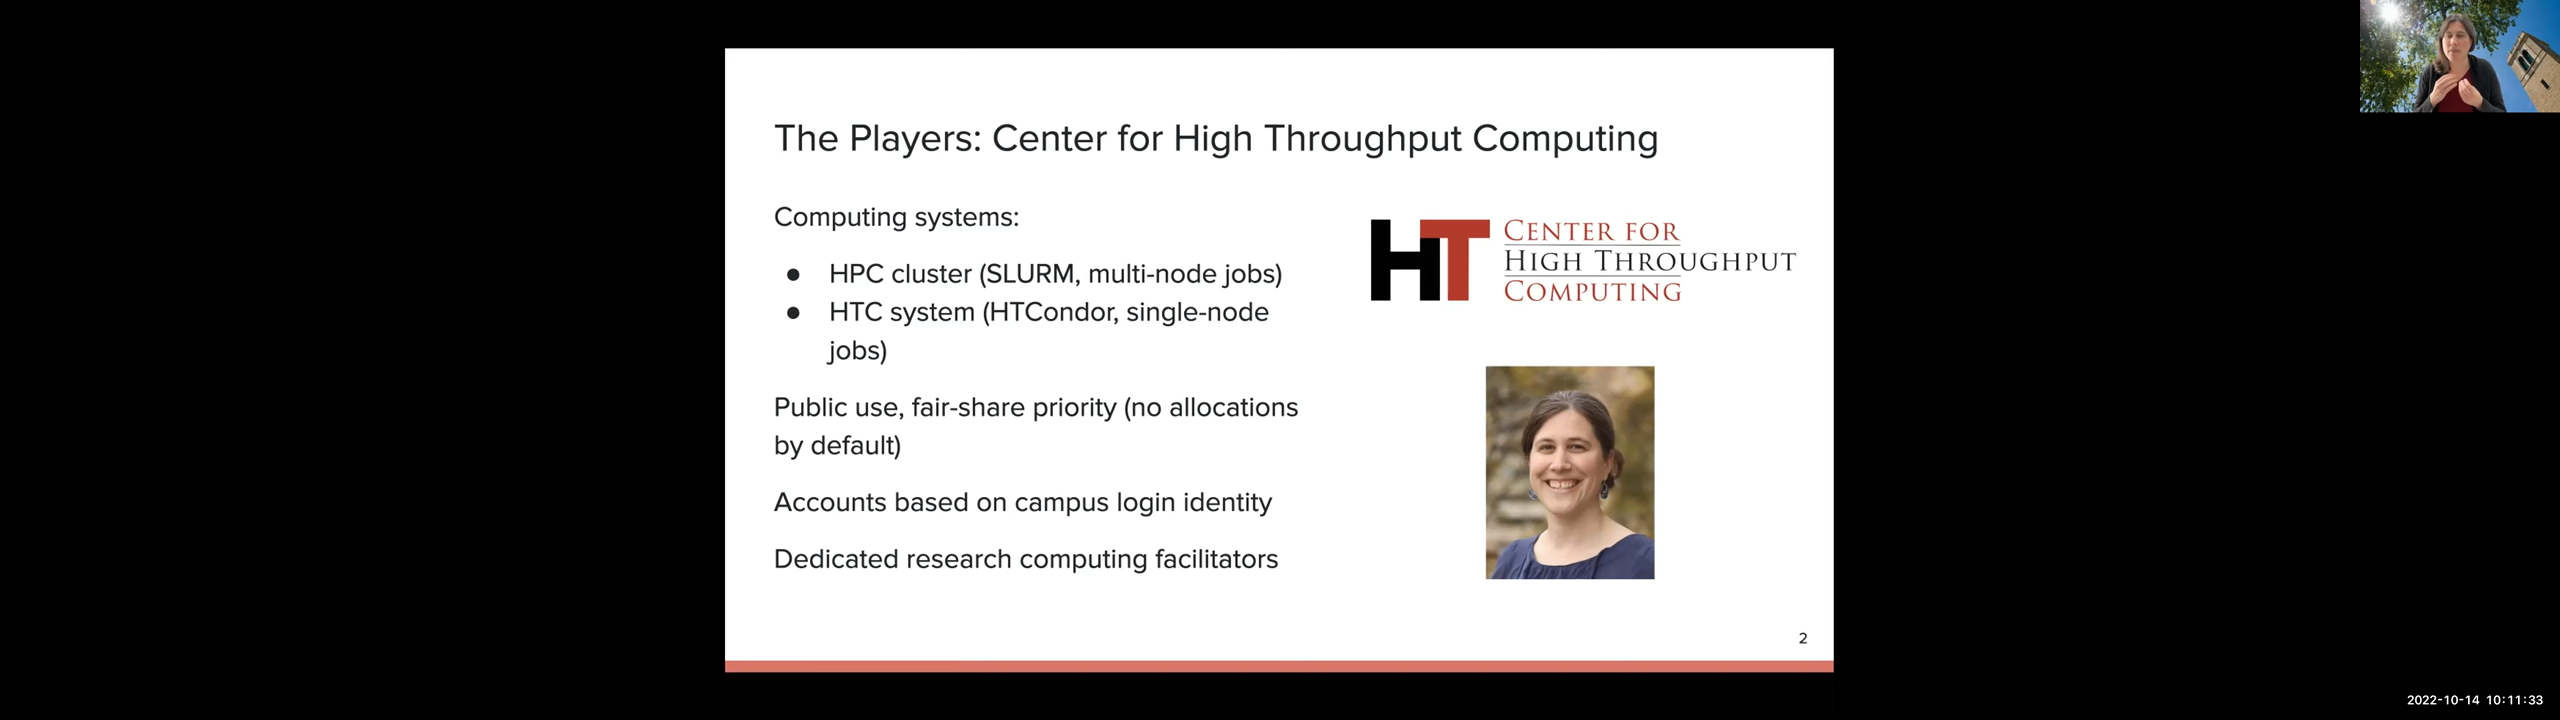 The Players: Center for High Throughput Computing
Computing systems:
● HPC cluster (SLURM, multi-node jobs)
● HTC system (HTCondor, single-node
jobs)
Public use, fair-share priority (no allocations
by default)
Accounts based on campus login identity
Dedicated research computing facilitators
HT
CENTER FOR
HIGH THROUGHPUT
COMPUTING
2
2022-10-14 10:11:33